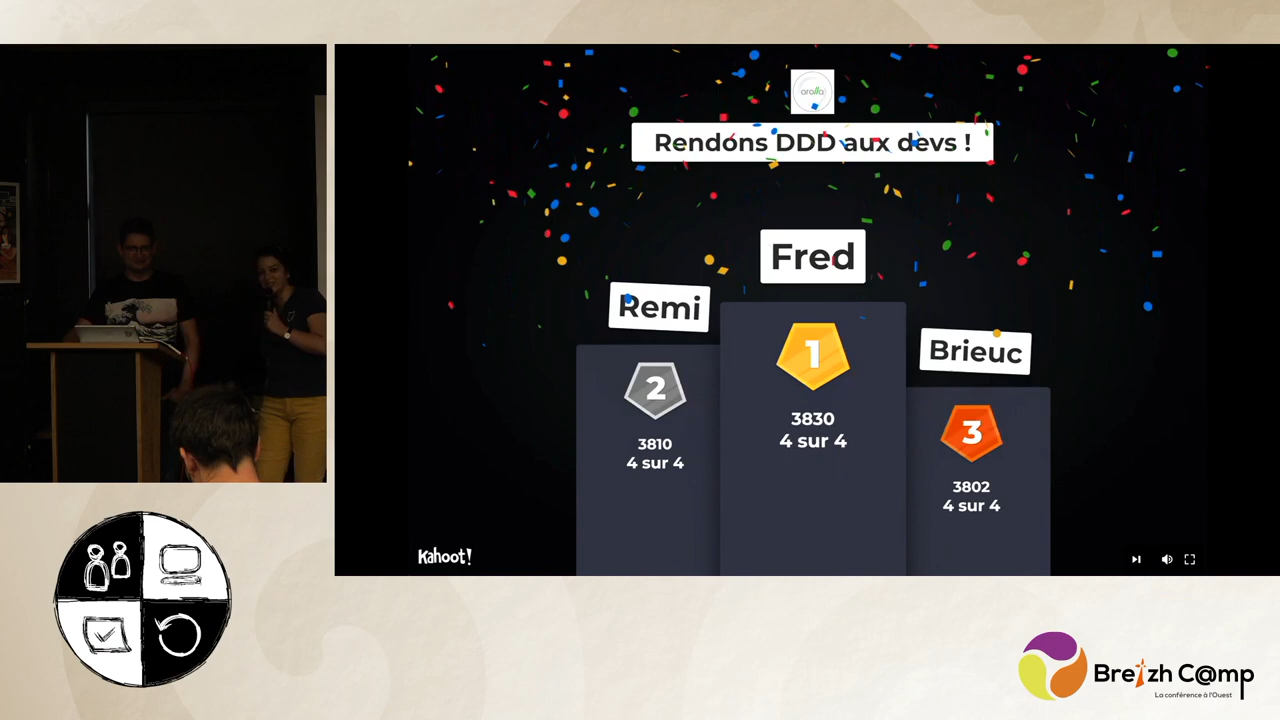 arolla
Rendons DDD aux devs !
Fred
Remi
Brieuc
1
3830
4 sur 4
2
3810
4 sur 4
3
3802
4 sur 4
Kahoot!
Breizh C@mp
La conférence à l'Ouest